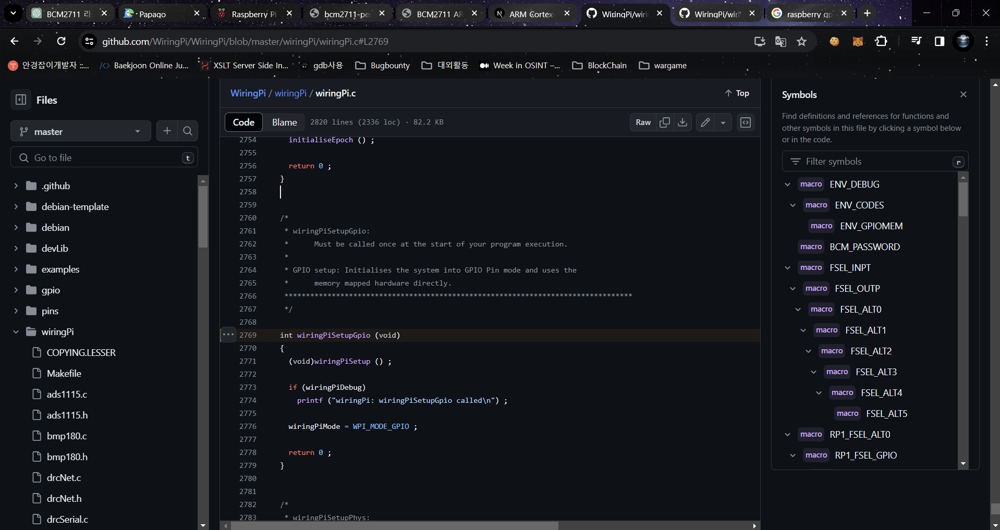 BCM2711 라
Papago
Raspberry Pi
bcm2711-per
BCM2711 AR
ARM Cortex-
WiringPi/wiri
WiringPi/wiri
raspberry gp
github.com/WiringPi/WiringPi/blob/master/wiringPi/wiringPi.c#L2769
안경잡이개발자 ::...
Baekjoon Online Ju...
XSLT Server Side In...
gdb사용
Bugbounty
대외활동
Week in OSINT –...
BlockChain
wargame
Files
master
Go to file
t
.github
debian-template
debian
devLib
examples
gpio
pins
wiringPi
COPYING.LESSER
Makefile
ads1115.c
ads1115.h
bmp180.c
bmp180.h
drcNet.c
drcNet.h
drcSerial.c
WiringPi / wiringPi / wiringPi.c
Top
Code
Blame
2820 lines (2336 loc) · 82.2 KB
Raw
2754 initialiseEpoch () ;
2755
2756 return 0 ;
2757 }
2758
2759
2760 /*
2761 * wiringPiSetupGpio:
2762 * Must be called once at the start of your program execution.
2763 *
2764 * GPIO setup: Initialises the system into GPIO Pin mode and uses the
2765 * memory mapped hardware directly.
2766 *********************************************************************************
2767 */
2768
2769 int wiringPiSetupGpio (void)
2770 {
2771 (void)wiringPiSetup () ;
2772
2773 if (wiringPiDebug)
2774 printf ("wiringPi: wiringPiSetupGpio called\n") ;
2775
2776 wiringPiMode = WPI_MODE_GPIO ;
2777
2778 return 0 ;
2779 }
2780
2781
2782 /*
2783 * wiringPiSetupPhys:
Symbols
Find definitions and references for functions and
other symbols in this file by clicking a symbol below
or in the code.
Filter symbols
r
macro ENV_DEBUG
macro ENV_CODES
macro ENV_GPIOMEM
macro BCM_PASSWORD
macro FSEL_INPT
macro FSEL_OUTP
macro FSEL_ALT0
macro FSEL_ALT1
macro FSEL_ALT2
macro FSEL_ALT3
macro FSEL_ALT4
macro FSEL_ALT5
macro RP1_FSEL_ALT0
macro RP1_FSEL_GPIO